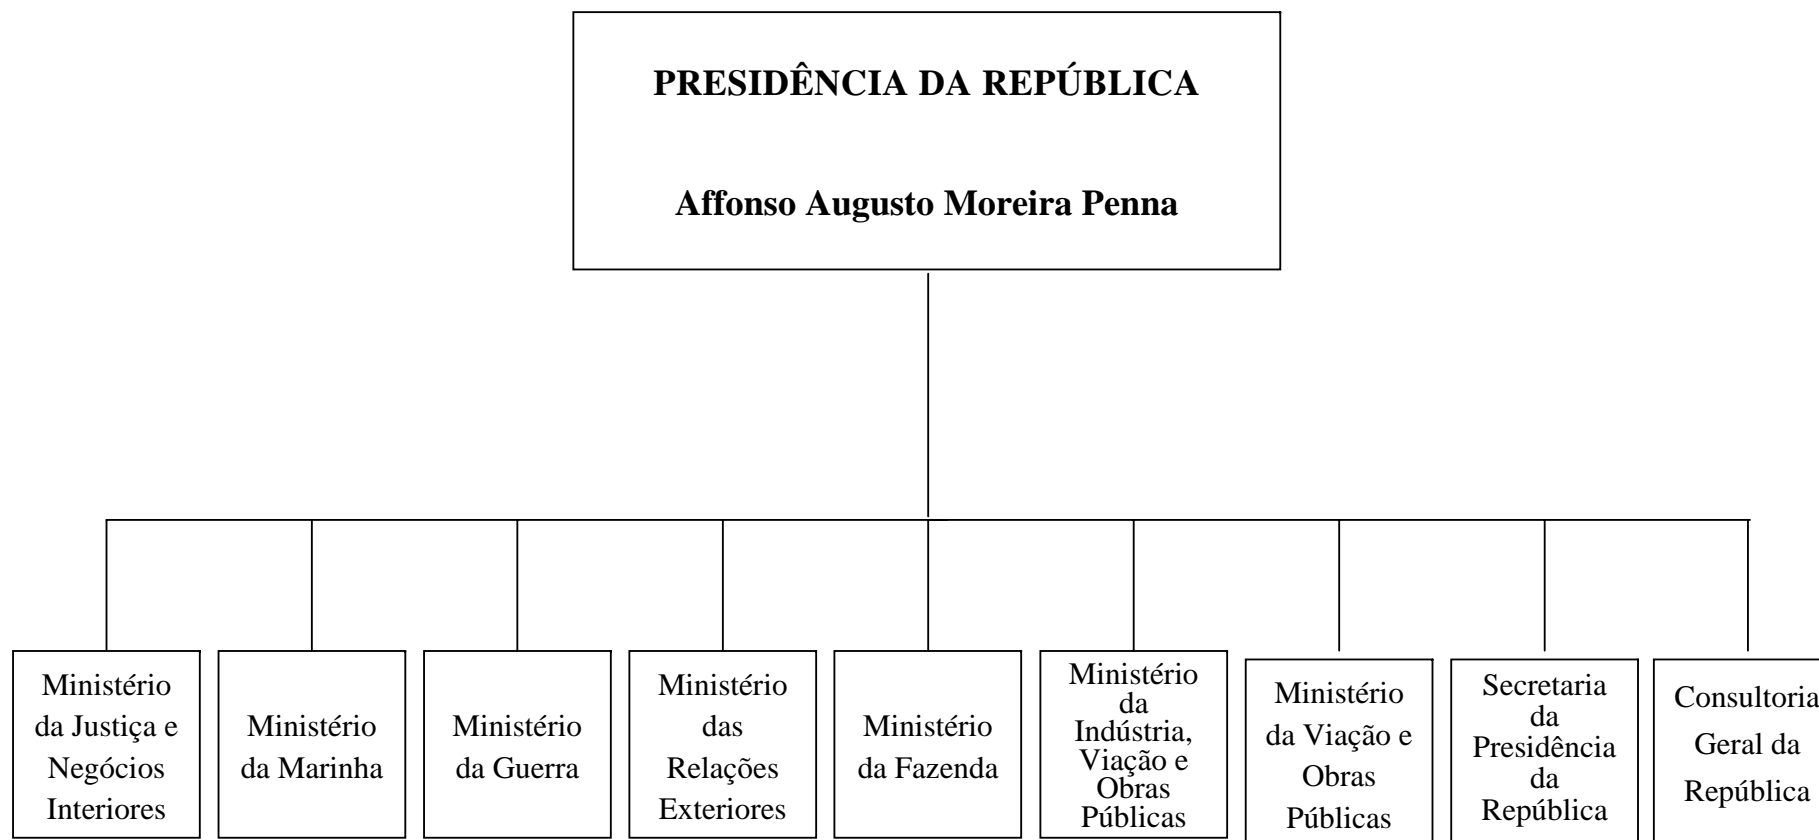 PRESIDÊNCIA DA REPÚBLICA
Affonso Augusto Moreira Penna
Ministério
da Justiça e
Negócios
Interiores
Ministério
da Marinha
Ministério
da Guerra
Ministério
das
Relações
Exteriores
Ministério
da Fazenda
Ministério
da
Indústria,
Viação e
Obras
Públicas
Ministério
da Viação e
Obras
Públicas
Secretaria
da
Presidência
da
República
Consultoria
Geral da
República